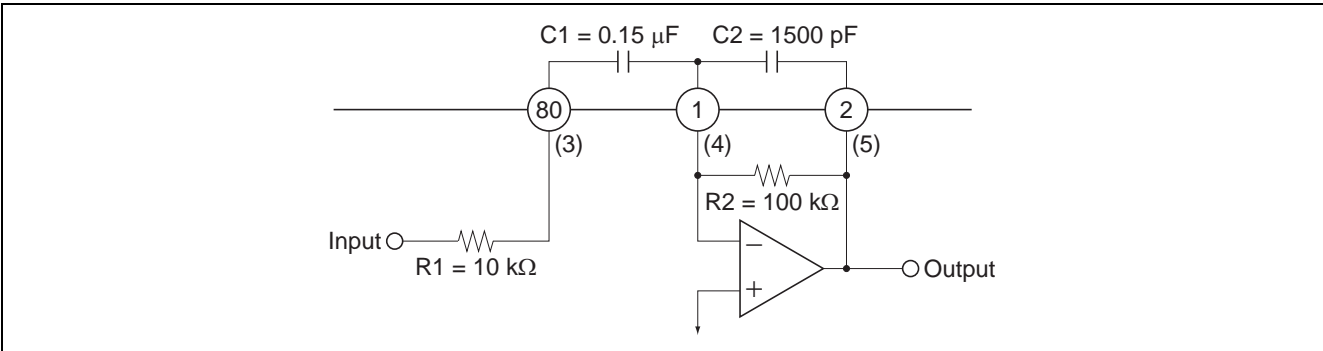 C1 = 0.15 μF C2 = 1500 pF
80 1 2
(3) (4) (5)
R2 = 100 kΩ
Input
R1 = 10 kΩ
−
+
Output